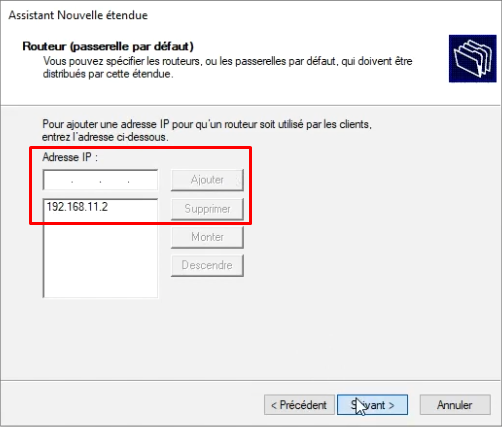 Assistant Nouvelle étendue
Routeur (passerelle par défaut)
Vous pouvez spécifier les routeurs, ou les passerelles par défaut, qui doivent être
distribués par cette étendue.
Pour ajouter une adresse IP pour qu'un routeur soit utilisé par les clients,
entrez l'adresse ci-dessous.
Adresse IP :
. . . Ajouter
192.168.11.2 Supprimer
Monter
Descendre
< Précédent Suivant > Annuler